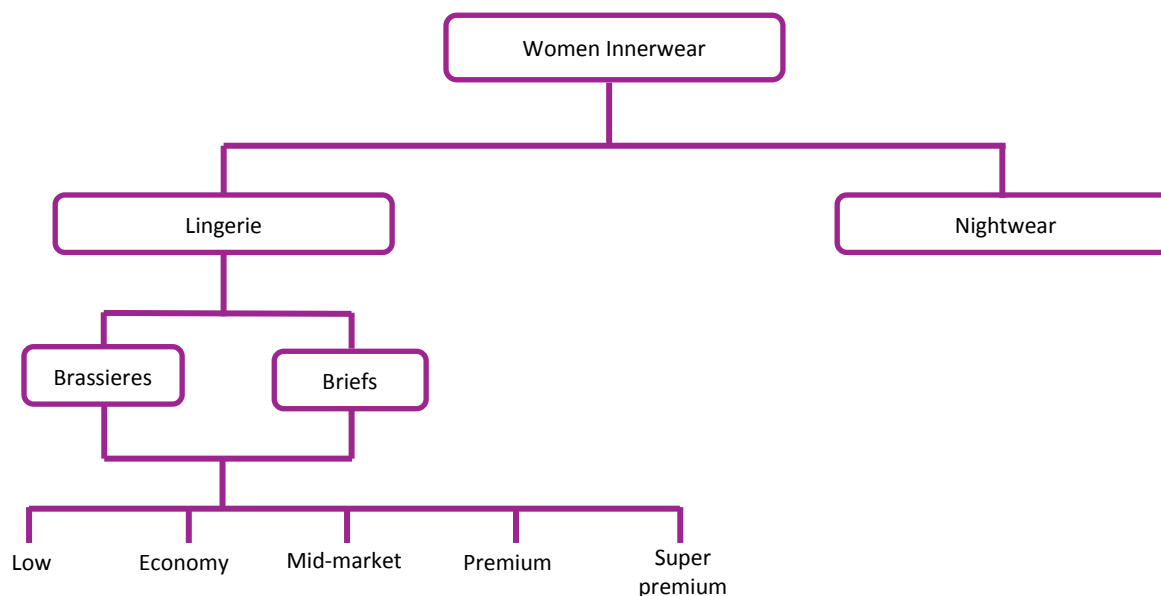 Women Innerwear
Lingerie
Nightwear
Brassieres
Briefs
Low
Economy
Mid-market
Premium
Super
premium